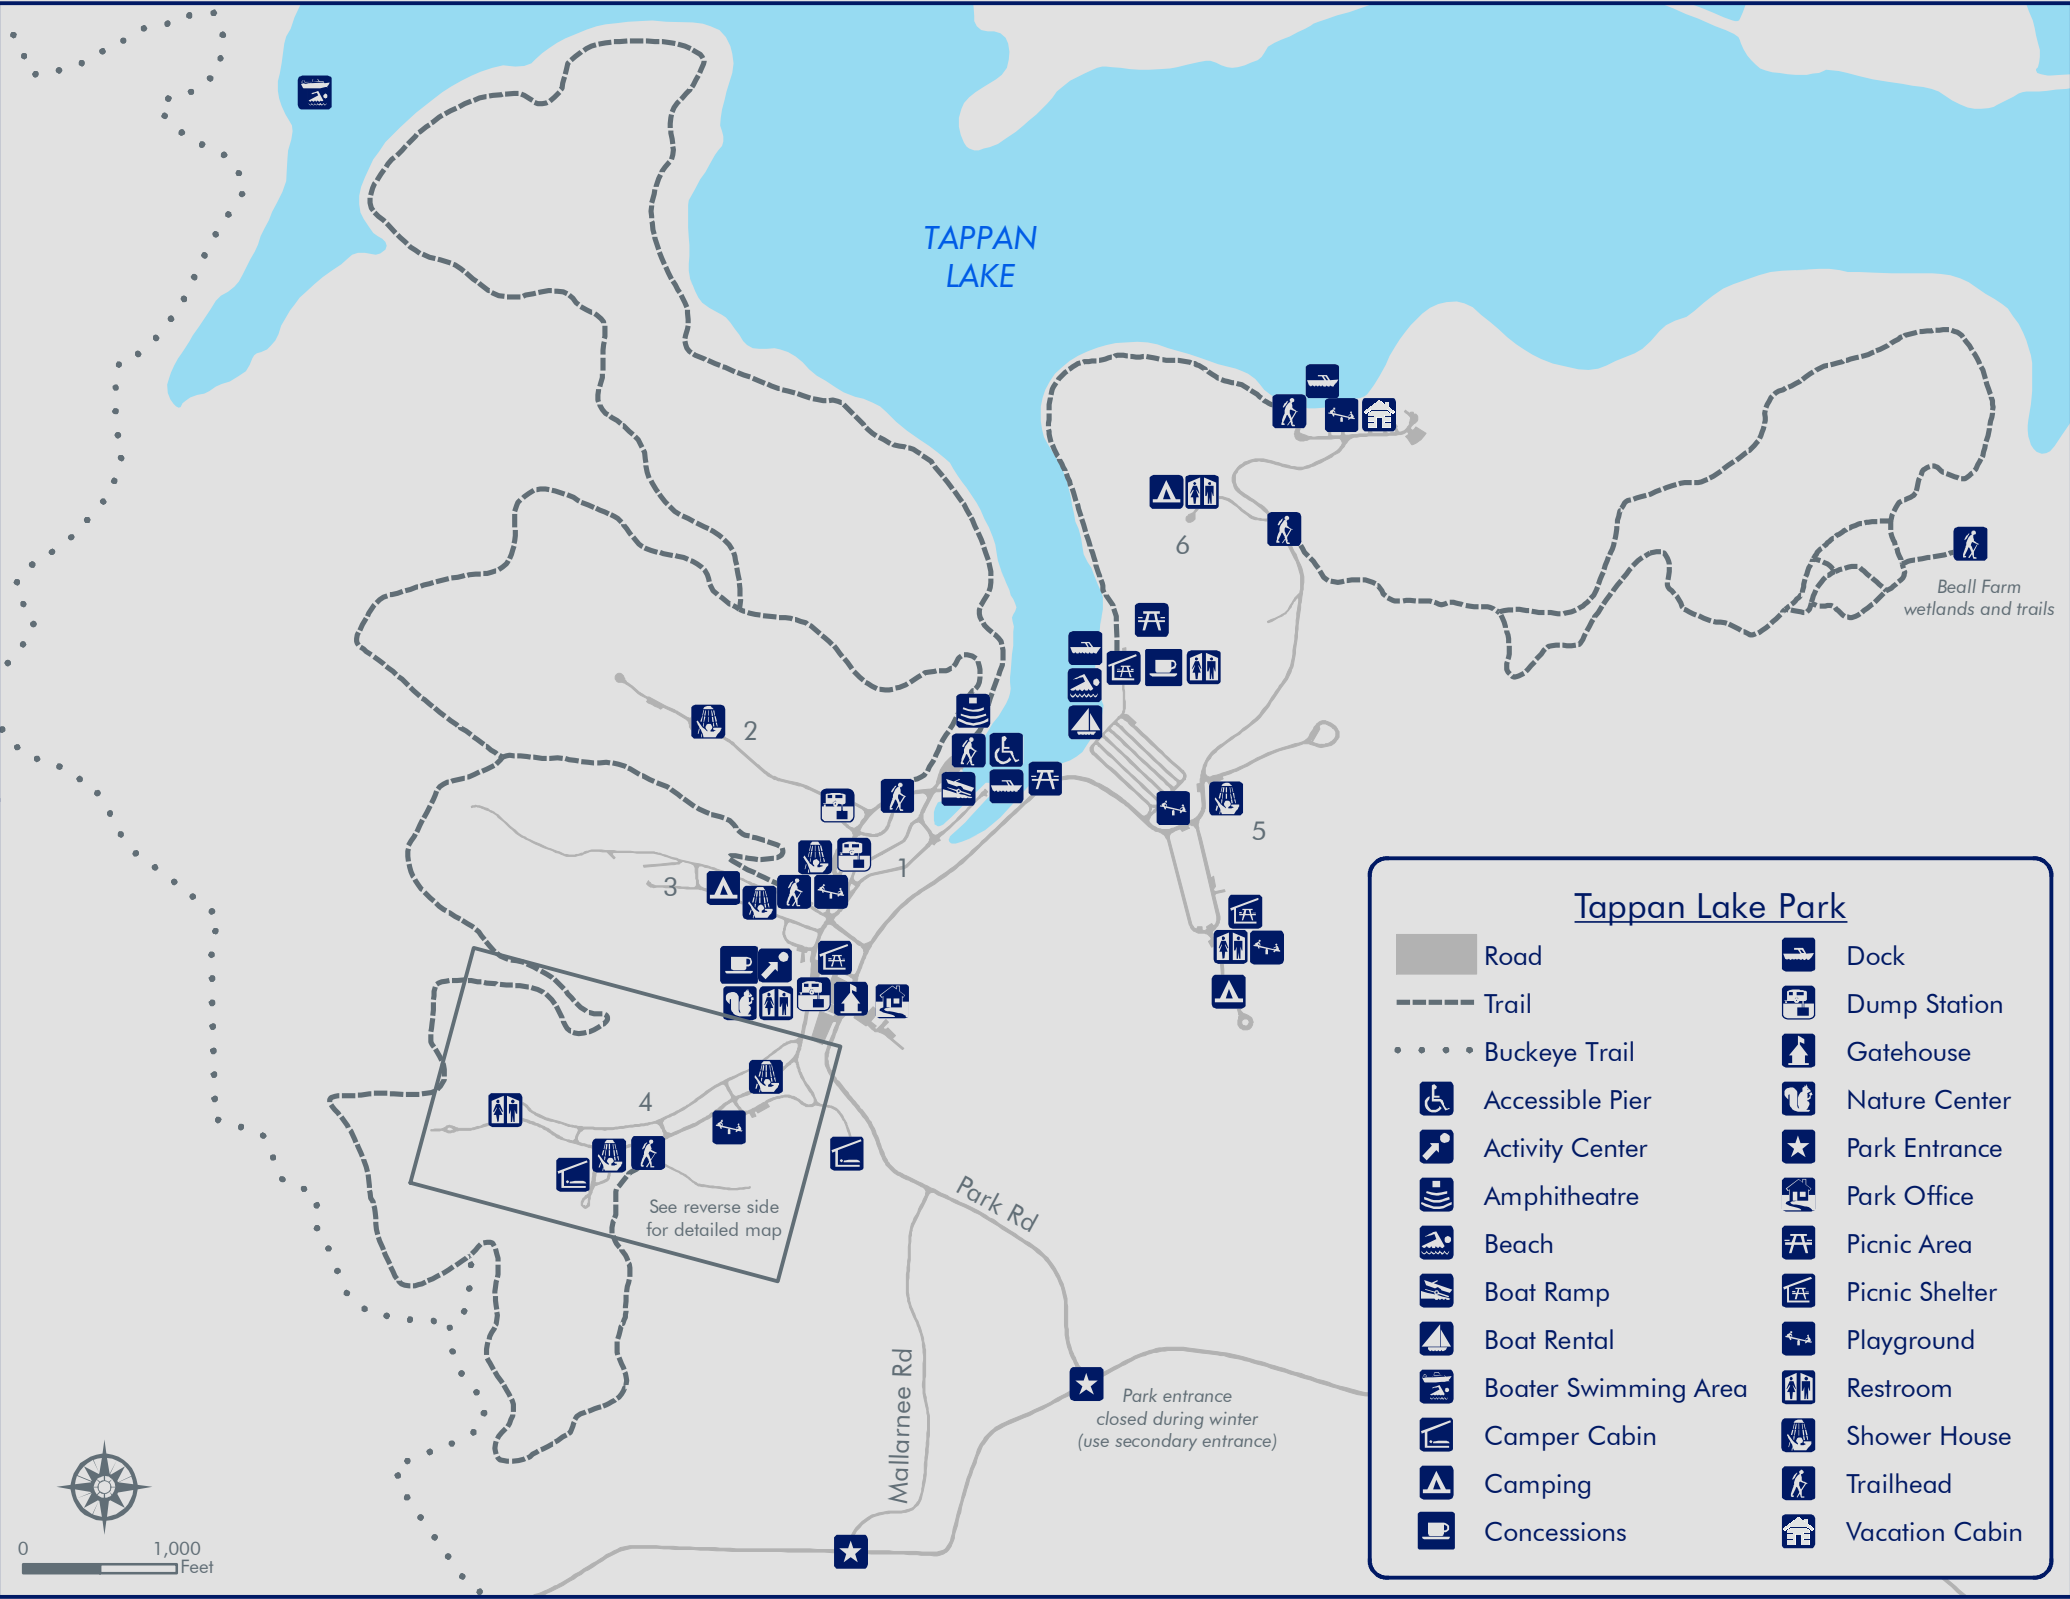 TAPPAN
LAKE
6
Beall Farm
wetlands and trails
2
5
1
3
4
See reverse side
for detailed map
Park Rd
Mallarnee Rd
Park entrance
closed during winter
(use secondary entrance)
0 1,000
Feet
Tappan Lake Park
Road
Trail
Buckeye Trail
Accessible Pier
Activity Center
Amphitheatre
Beach
Boat Ramp
Boat Rental
Boater Swimming Area
Camper Cabin
Camping
Concessions
Dock
Dump Station
Gatehouse
Nature Center
Park Entrance
Park Office
Picnic Area
Picnic Shelter
Playground
Restroom
Shower House
Trailhead
Vacation Cabin